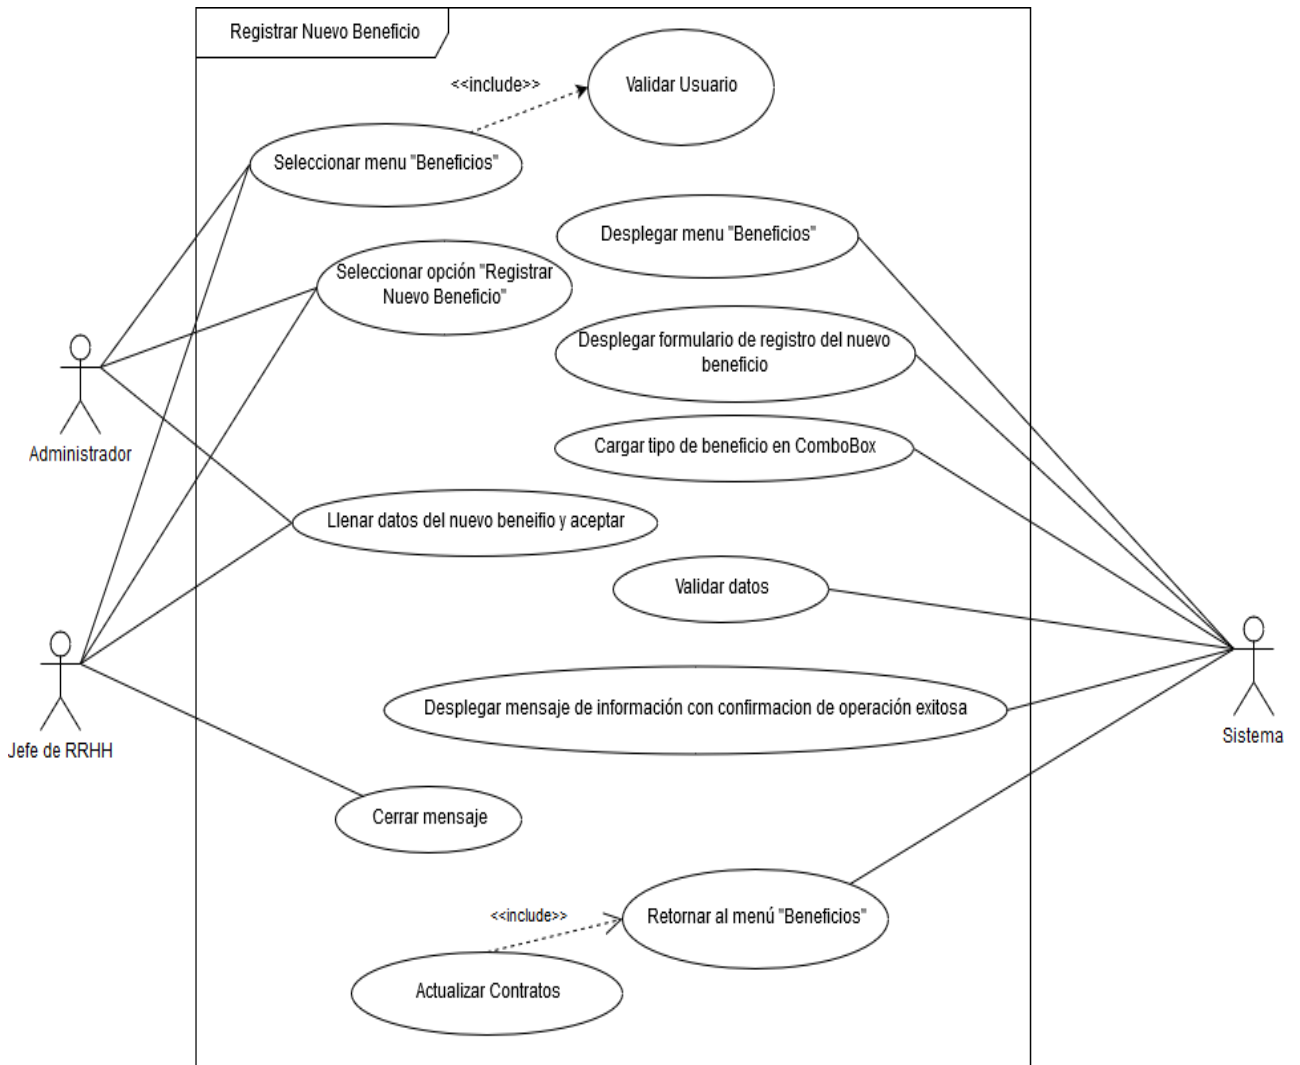 Registrar Nuevo Beneficio
<<include>>
Validar Usuario
Seleccionar menu "Beneficios"
Desplegar menu "Beneficios"
Seleccionar opción "Registrar
Nuevo Beneficio"
Desplegar formulario de registro del nuevo
beneficio
Administrador
Cargar tipo de beneficio en ComboBox
Llenar datos del nuevo beneifio y aceptar
Validar datos
Desplegar mensaje de información con confirmacion de operación exitosa
Jefe de RRHH
Sistema
Cerrar mensaje
<<include>>
Retornar al menú "Beneficios"
Actualizar Contratos